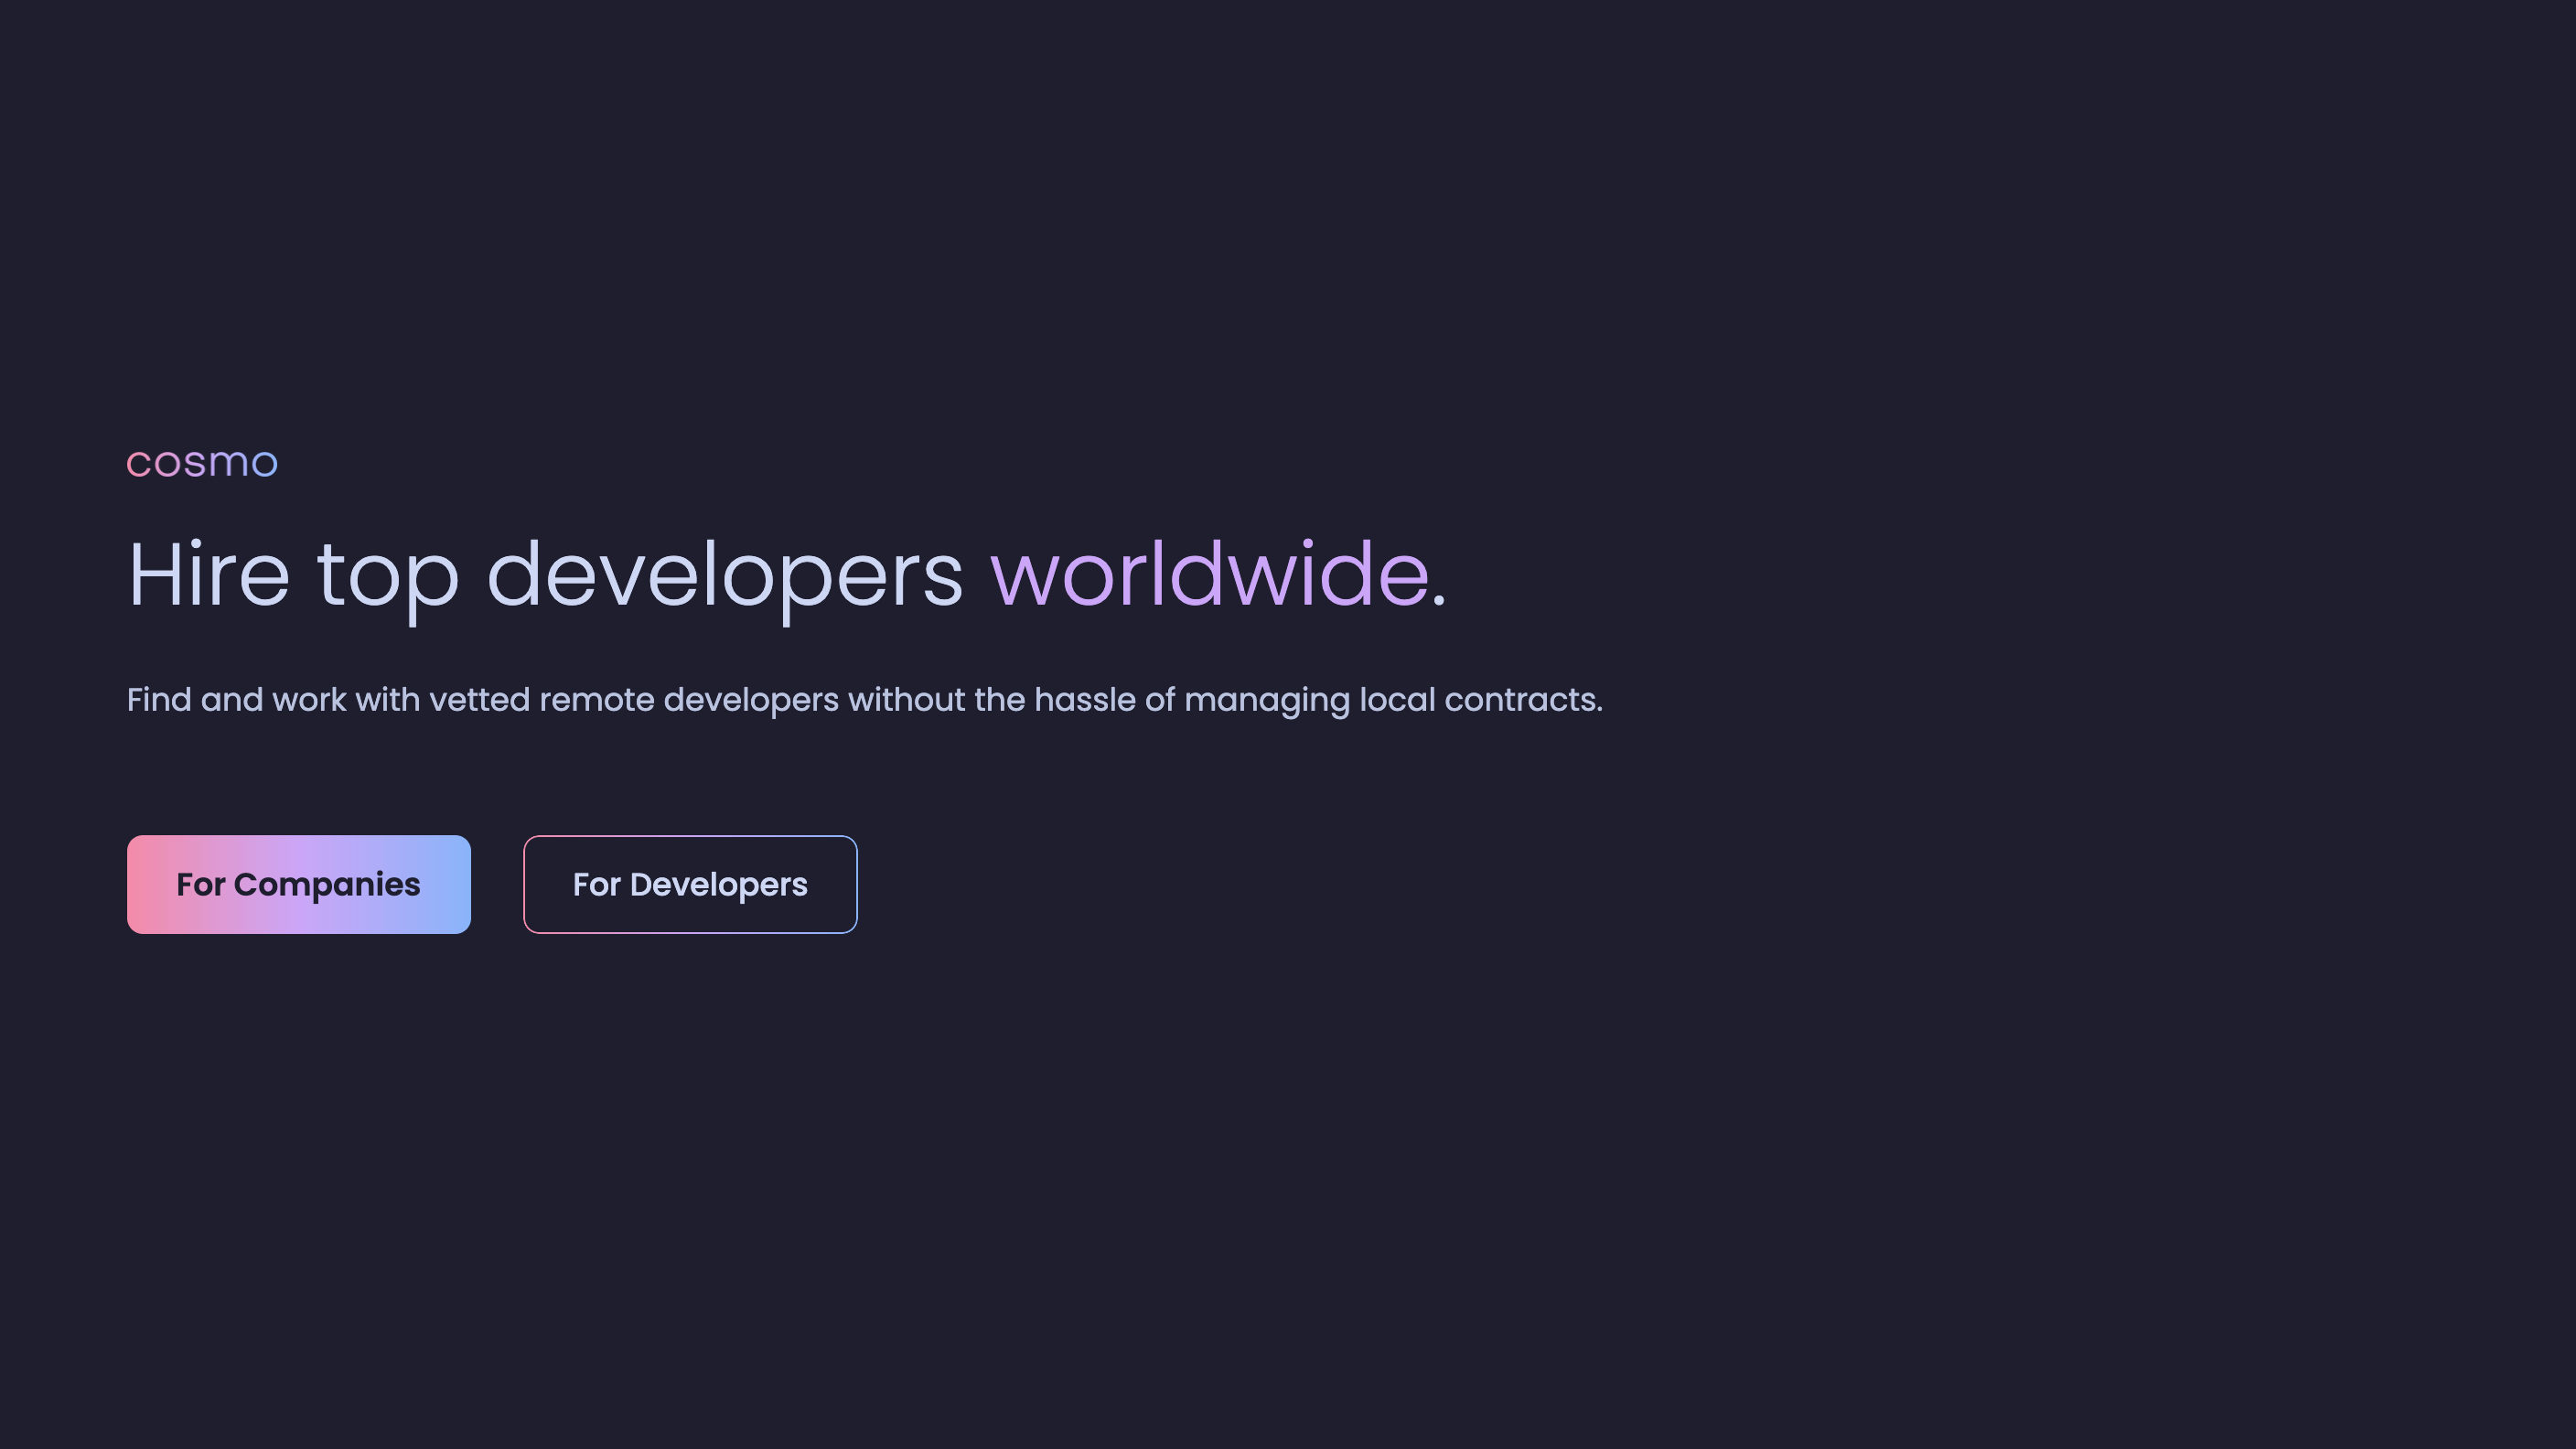 cosmo
Hire top developers worldwide.
Find and work with vetted remote developers without the hassle of managing local contracts.
For Companies
For Developers